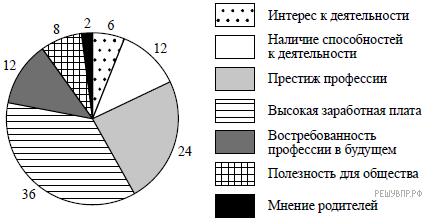 2
6
8
12
12
24
36
Интерес к деятельности
Наличие способностей
к деятельности
Престиж профессии
Высокая заработная плата
Востребованность
профессии в будущем
Полезность для общества
Мнение родителей
РЕШУВПР.РФ